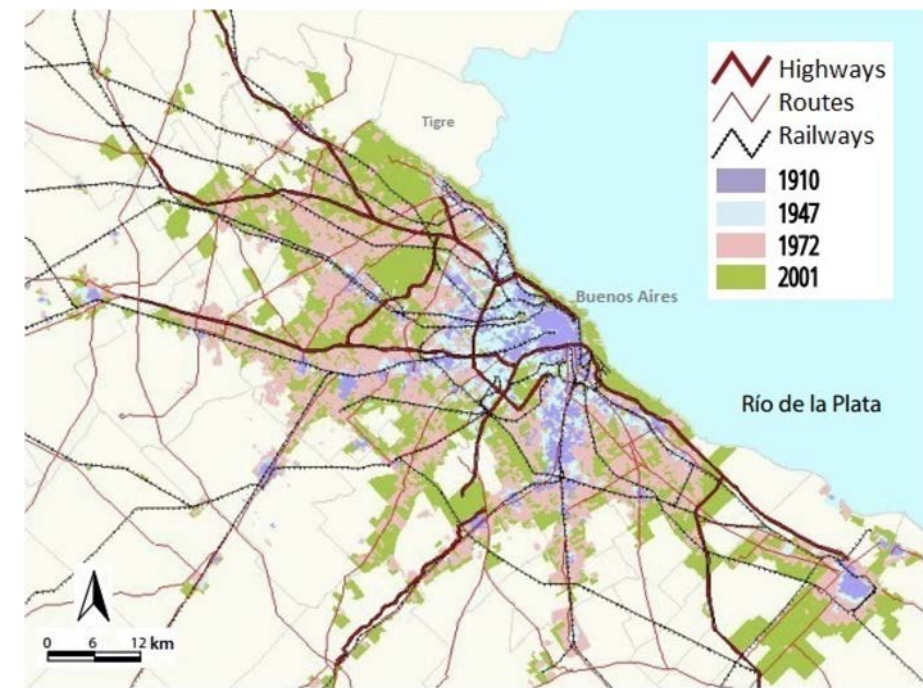 Highways
Routes
Railways
1910
1947
1972
2001
Tigre
Buenos Aires
Río de la Plata
0 6 12 km